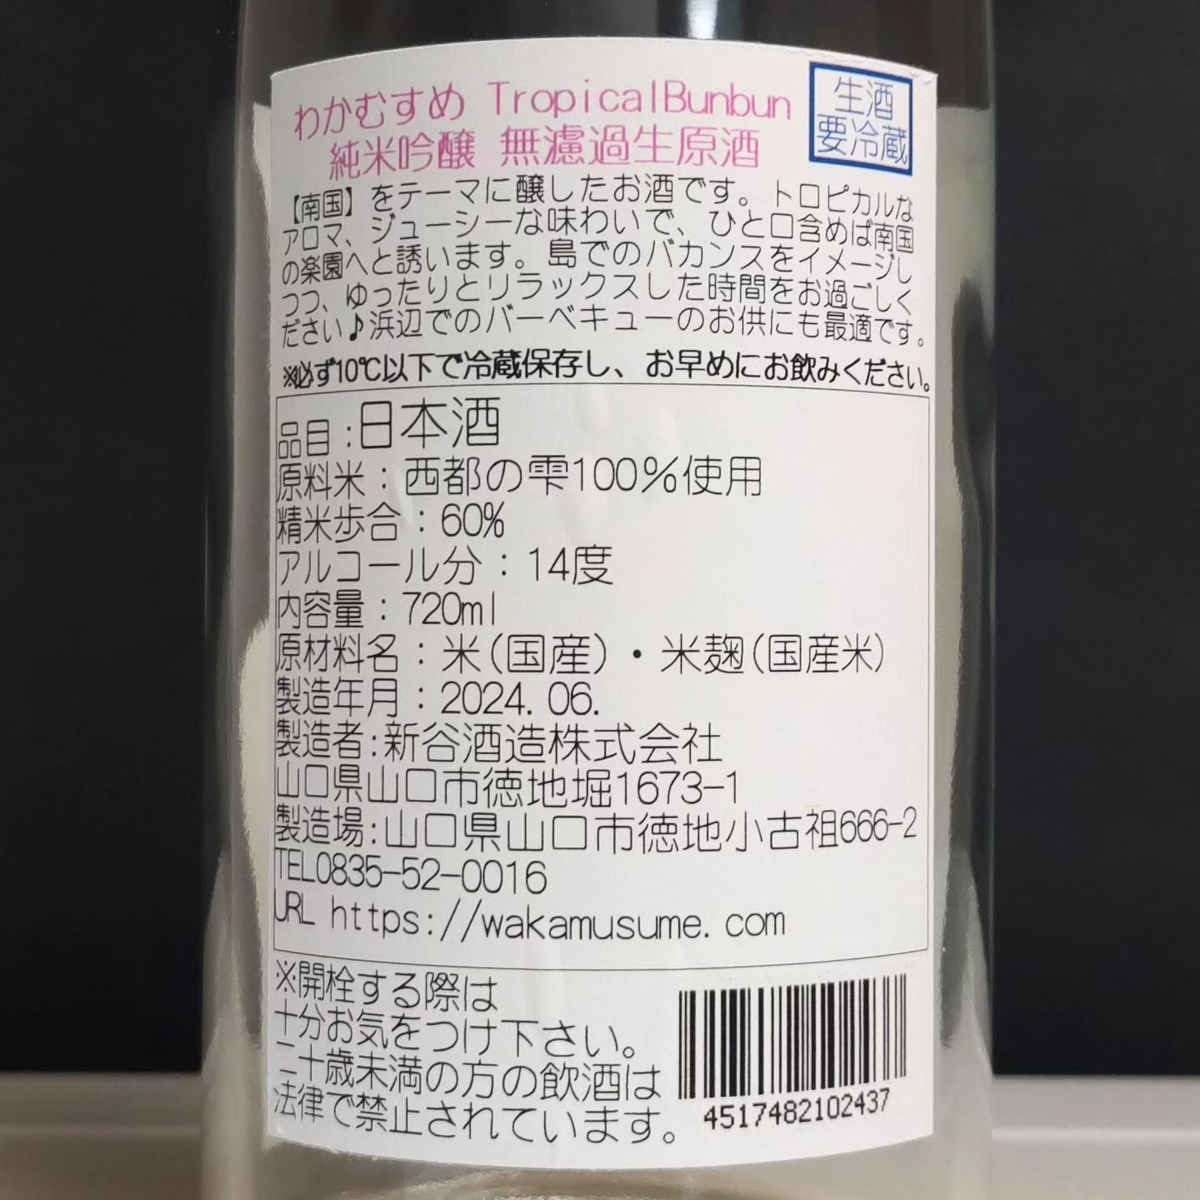 わかむすめ TropicalBunbun
純米吟醸 無濾過生原酒
生酒
要冷蔵
【南国】をテーマに醸したお酒です。トロピカルな
アロマ、ジューシーな味わいで、ひと口含めば南国
の楽園へと誘います。島でのバカンスをイメージし
つつ、ゆったりとリラックスした時間をお過ごしく
ださい♪浜辺でのバーベキューのお供にも最適です。
※必ず10℃以下で冷蔵保存し、お早めにお飲みください。
品目:日本酒
原料米：西都の雫100％使用
精米歩合：60%
アルコール分：14度
内容量：720ml
原材料名：米(国産)・米麹(国産米)
製造年月：2024.06.
製造者:新谷酒造株式会社
山口県山口市徳地堀1673-1
製造場:山口県山口市徳地小古祖666-2
TEL0835-52-0016
URL https://wakamusume.com
※開栓する際は
十分お気をつけ下さい。
二十歳未満の方の飲酒は
法律で禁止されています。
4517482102437